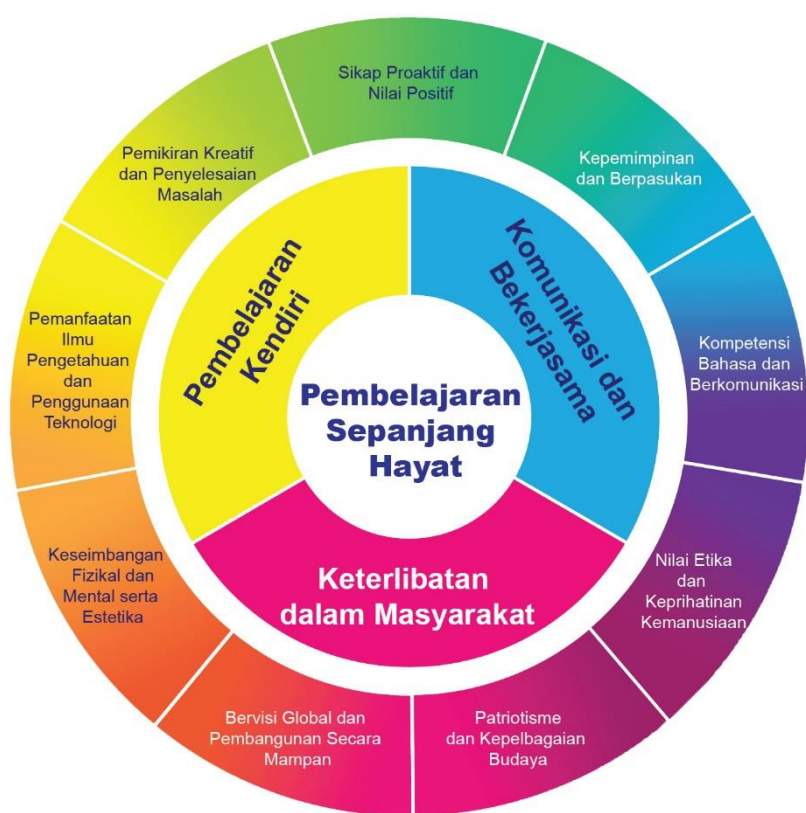 Sikap Proaktif dan
Nilai Positif
Kepemimpinan
dan Berpasukan
Kompetensi
Bahasa dan
Berkomunikasi
Nilai Etika
dan
Keprihatinan
Kemanusiaan
Patriotisme
dan Kepelbagaian
Budaya
Bervisi Global dan
Pembangunan Secara
Mampan
Keseimbangan
Fizikal dan
Mental serta
Estetika
Pemanfaatan
Ilmu
Pengetahuan
dan
Penggunaan
Teknologi
Pemikiran Kreatif
dan Penyelesaian
Masalah
Pembelajaran
Kendiri
Komunikasi dan
Bekerjasama
Keterlibatan
dalam Masyarakat
Pembelajaran
Sepanjang
Hayat